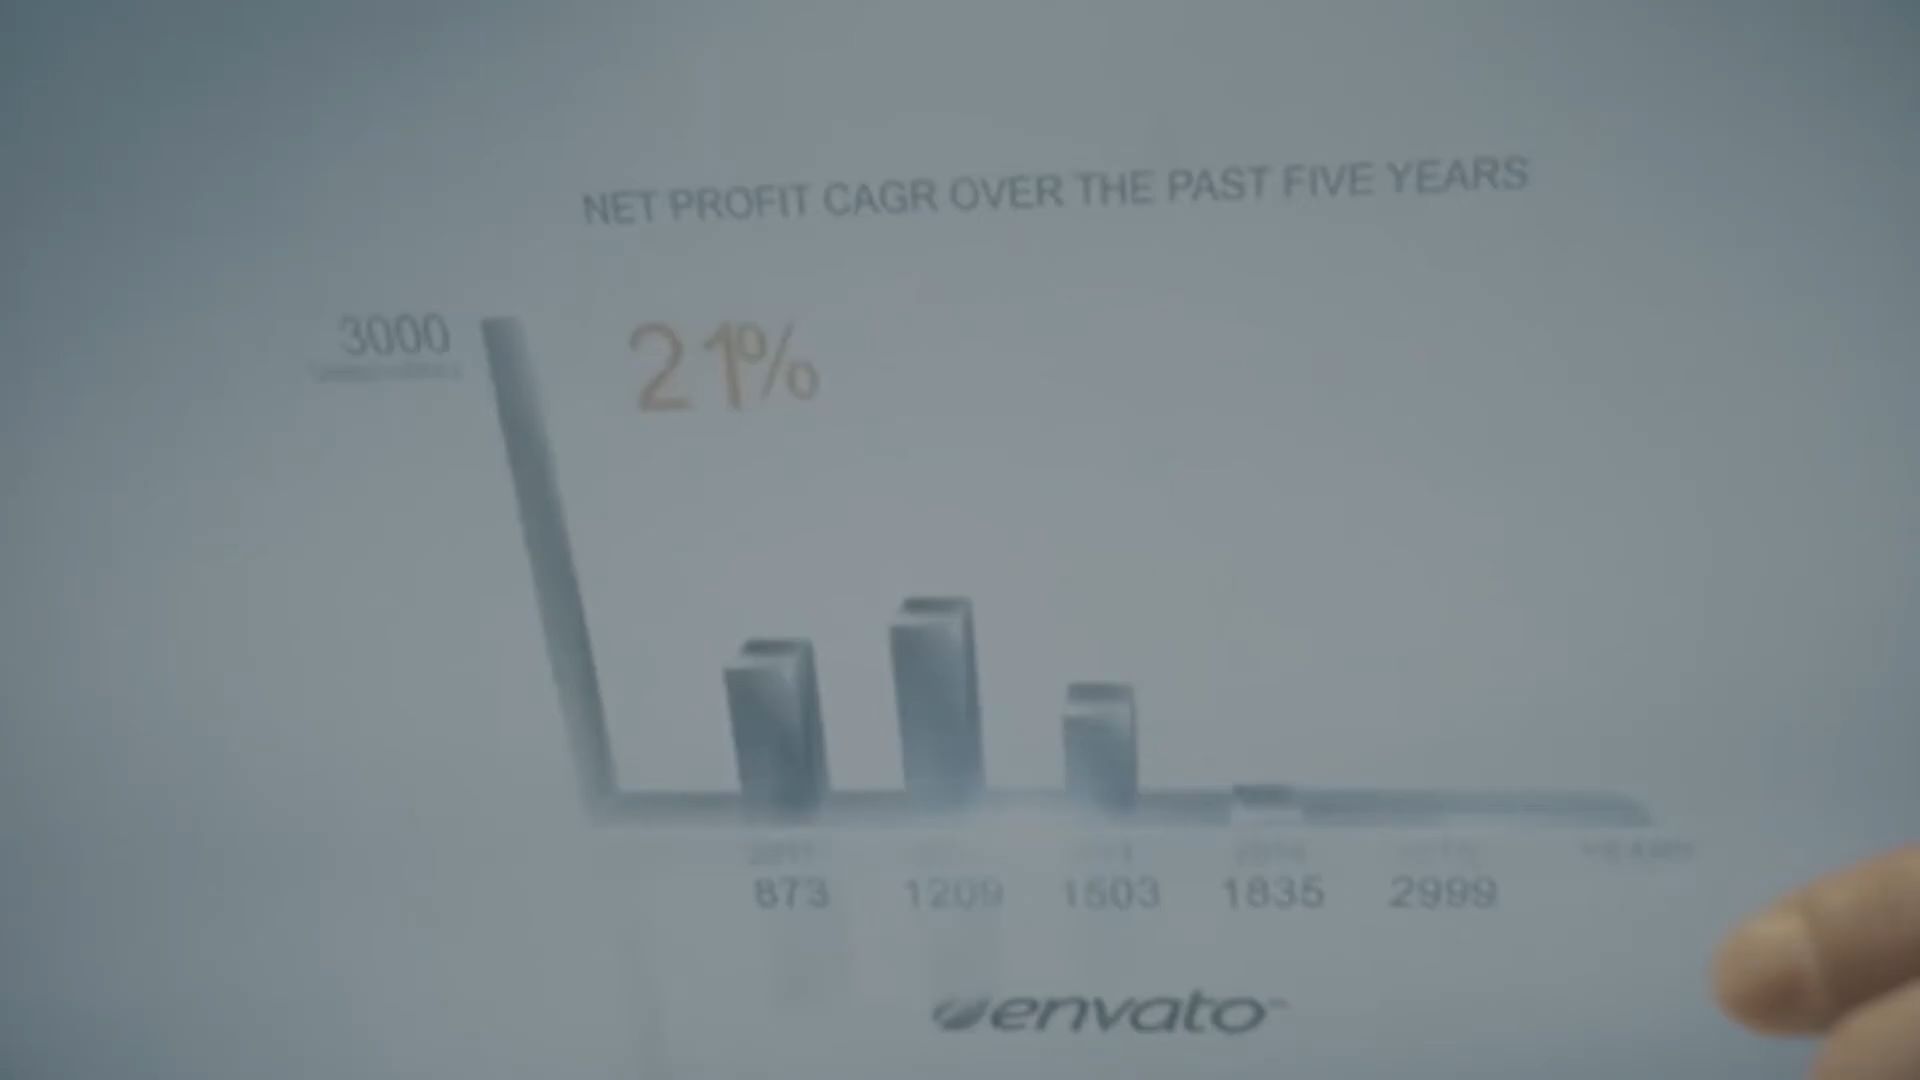 NET PROFIT CAGR OVER THE PAST FIVE YEARS
3000
21%
873 1209 1503 1835 2999
envato